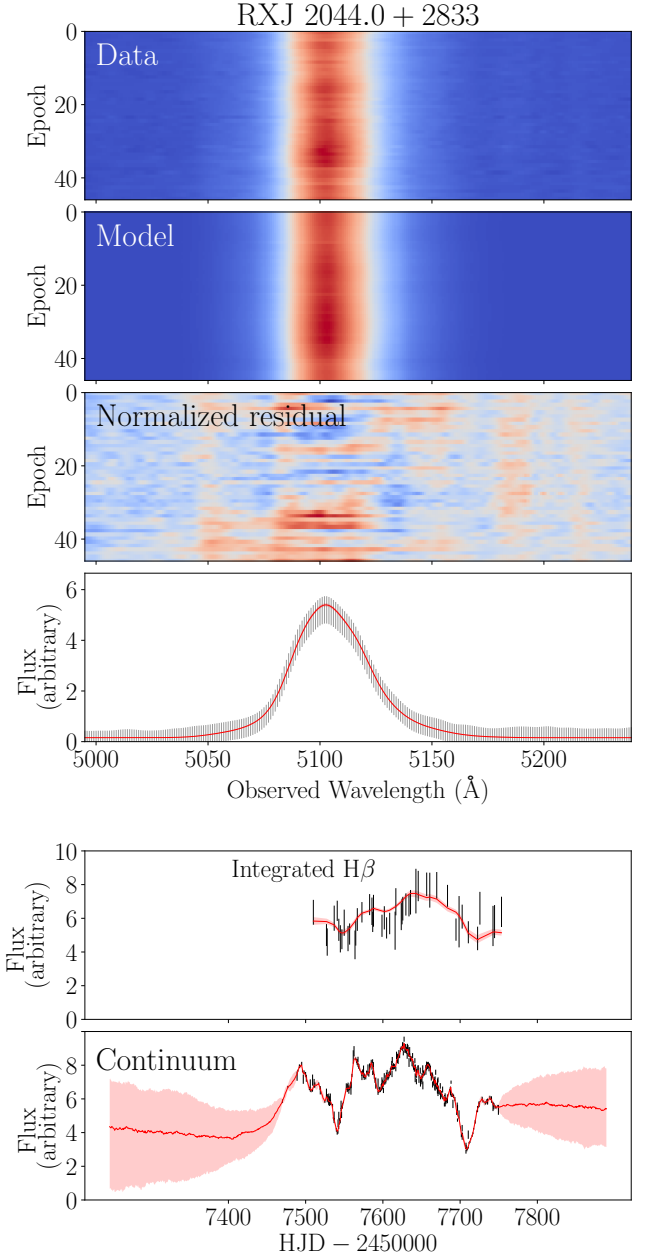 RXJ 2044.0 + 2833
Data
Epoch
0
20
40
Model
Epoch
0
20
40
Normalized residual
Epoch
0
20
40
Flux
(arbitrary)
6
4
2
0
5000 5050 5100 5150 5200
Observed Wavelength (Å)
Integrated Hβ
Flux
(arbitrary)
10
8
6
4
2
0
Continuum
Flux
(arbitrary)
8
6
4
2
0
7400 7500 7600 7700 7800
HJD − 2450000